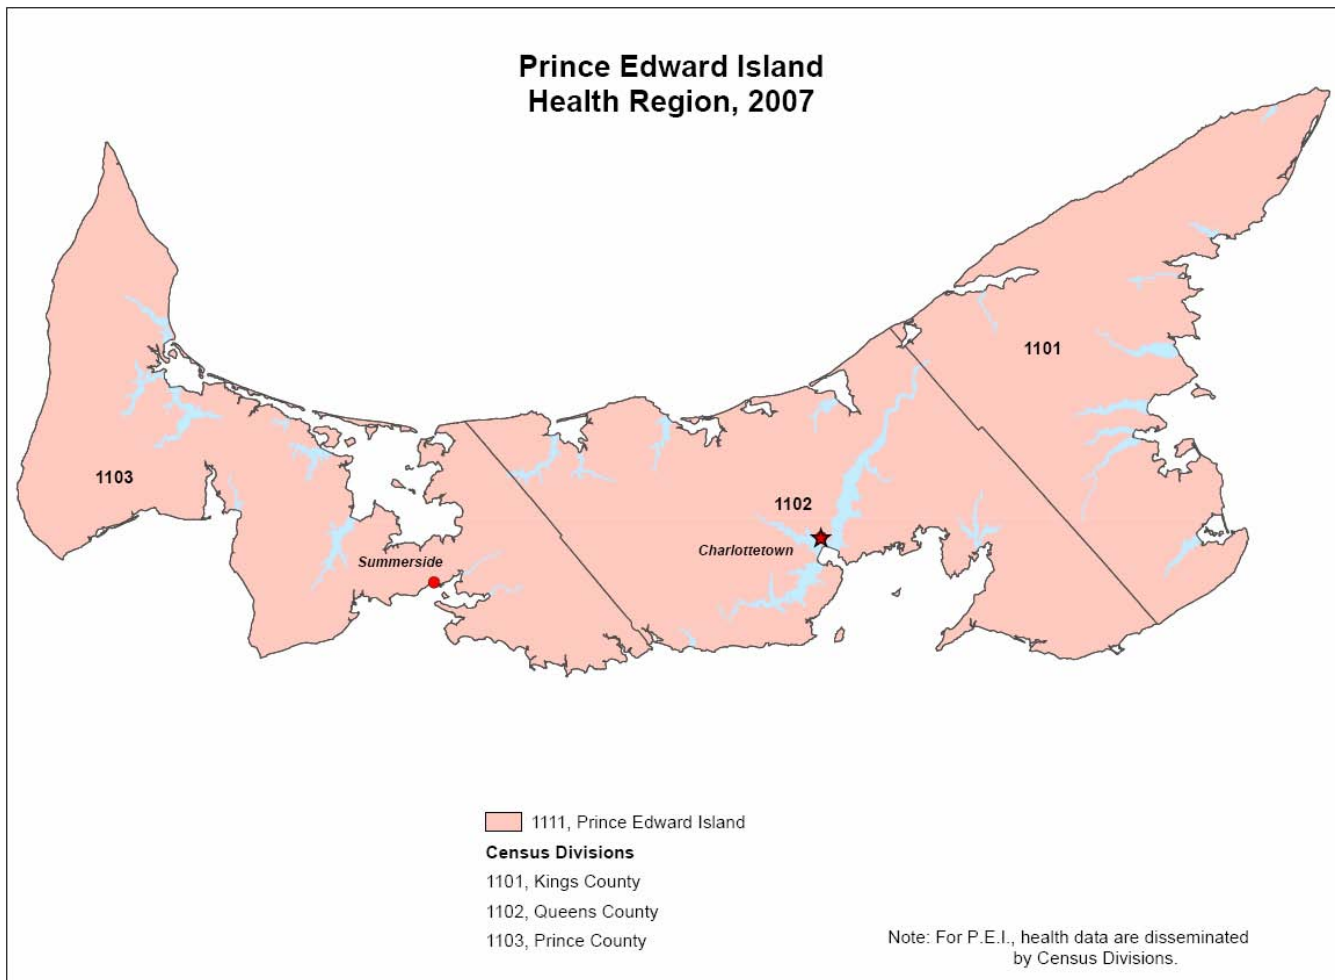 Prince Edward Island
Health Region, 2007
1101
1103
1102
Charlottetown
Summerside
1111, Prince Edward Island
Census Divisions
1101, Kings County
1102, Queens County
1103, Prince County
Note: For P.E.I., health data are disseminated
by Census Divisions.